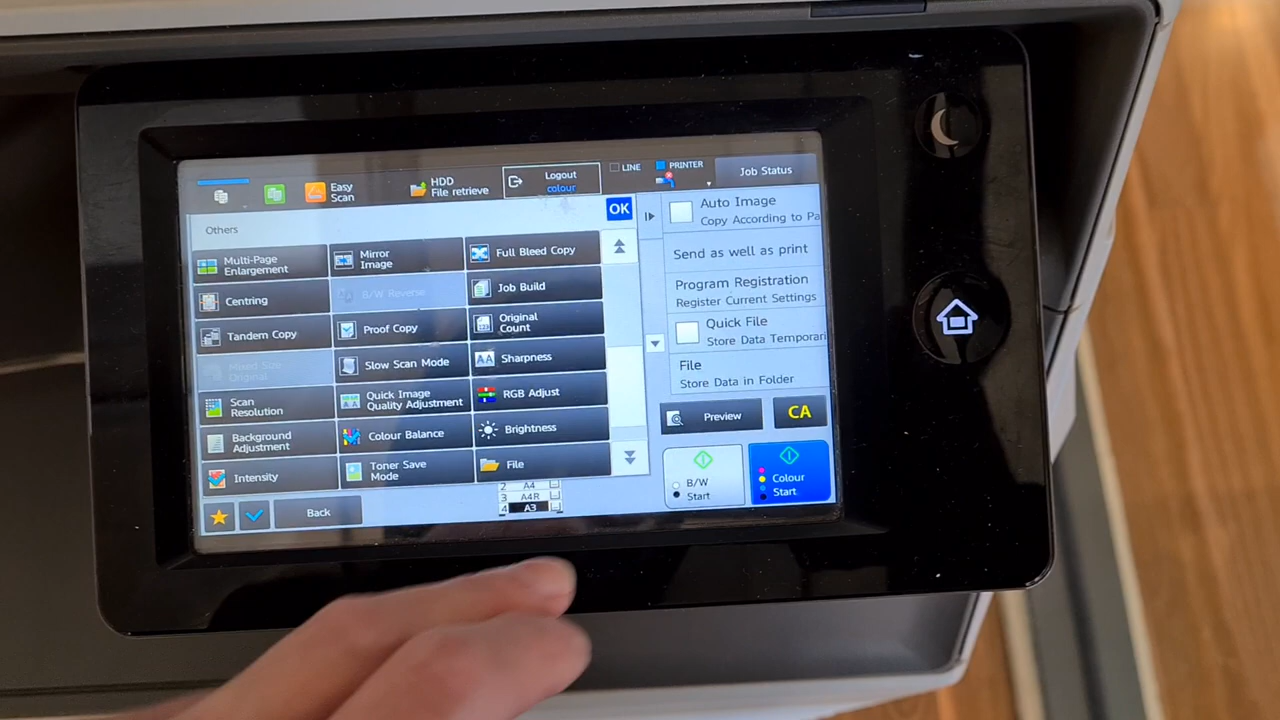 Easy
Scan
HDD
File retrieve
Logout
colour
LINE
PRINTER
Job Status
Others
OK
Multi-Page
Enlargement
Mirror
Image
Full Bleed Copy
Centring
B/W Reverse
Job Build
Tandem Copy
Proof Copy
Original
Count
Mixed Size
Original
Slow Scan Mode
Sharpness
Scan
Resolution
Quick Image
Quality Adjustment
RGB Adjust
Background
Adjustment
Colour Balance
Brightness
Intensity
Toner Save
Mode
File
Back
2 A4
3 A4R
4 A3
Auto Image
Copy According to Pa
Send as well as print
Program Registration
Register Current Settings
Quick File
Store Data Temporari
File
Store Data in Folder
Preview
CA
B/W
Start
Colour
Start